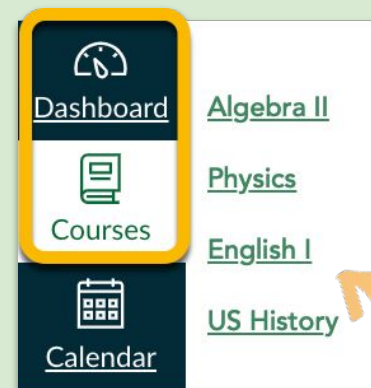 Dashboard
Courses
Calendar
Algebra II
Physics
English I
US History